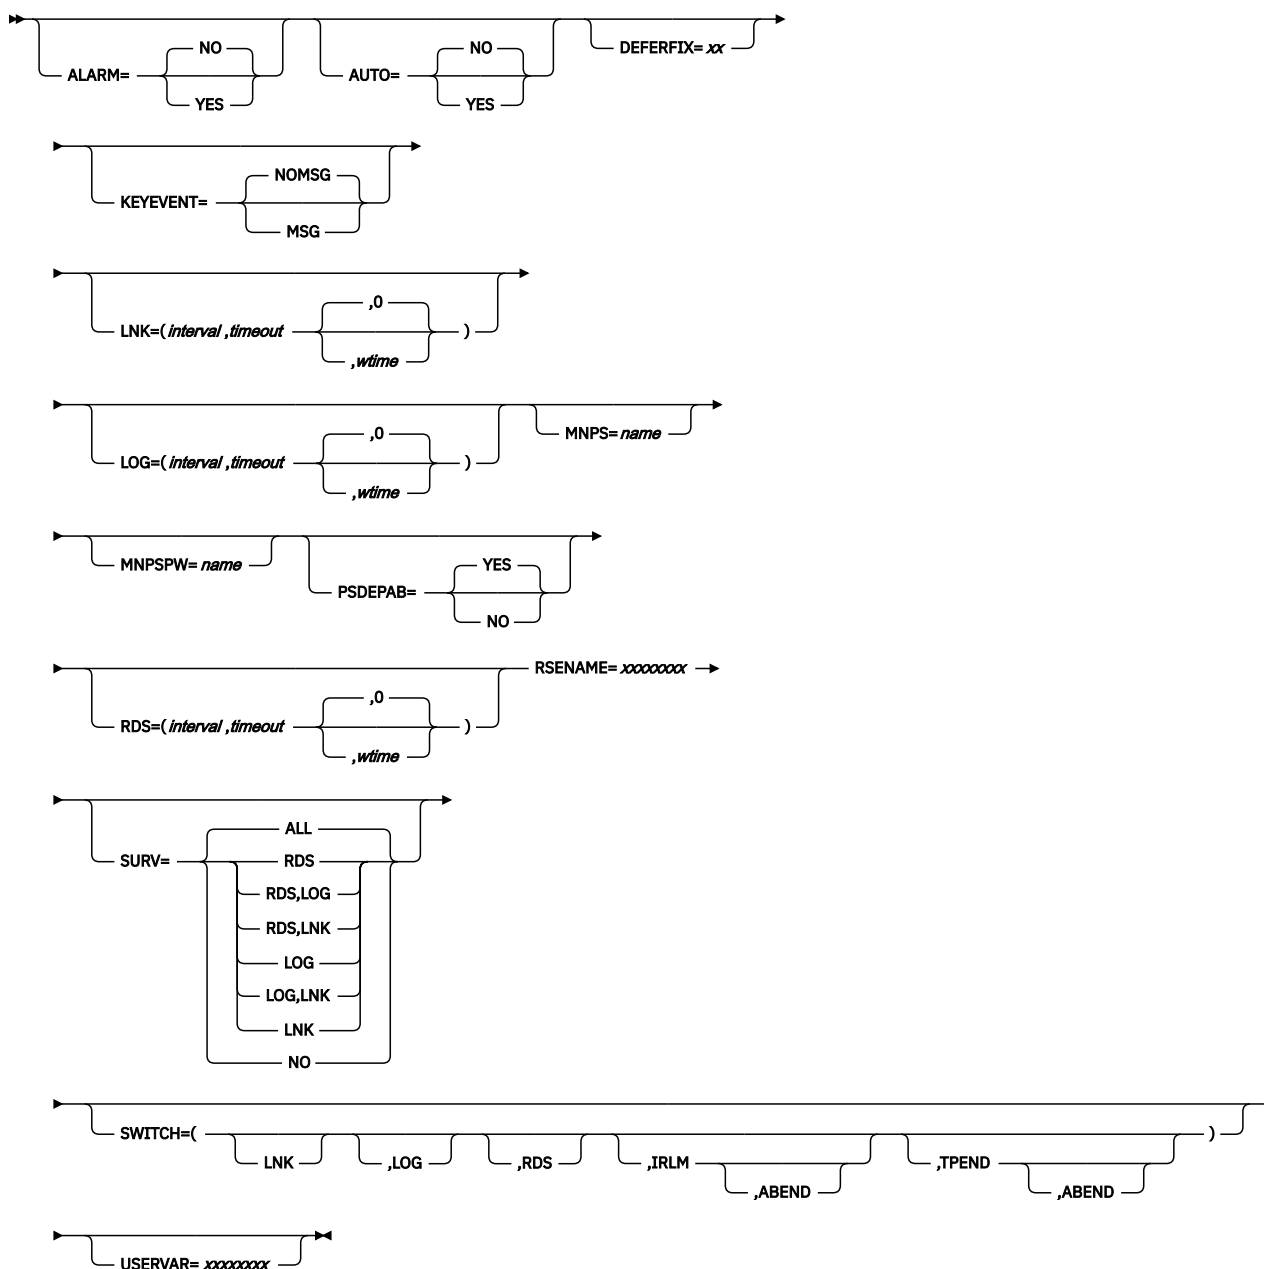 NO NO DEFERFIX= xx
ALARM= AUTO=
YES YES
NOMSG
KEYEVENT=
MSG
,0
LNK=( interval ,timeout )
,wtime
,0 MNPS= name
LOG=( interval ,timeout )
,wtime
MNPSPW= name YES
PSDEPAB=
NO
RSENAME= xxxxxxxx
,0
RDS=( interval ,timeout )
,wtime
ALL
SURV= RDS
RDS,LOG
RDS,LNK
LOG
LOG,LNK
LNK
NO
SWITCH=( )
LNK ,LOG ,RDS ,IRLM ,TPEND
,ABEND ,ABEND
USERVAR= xxxxxxxx